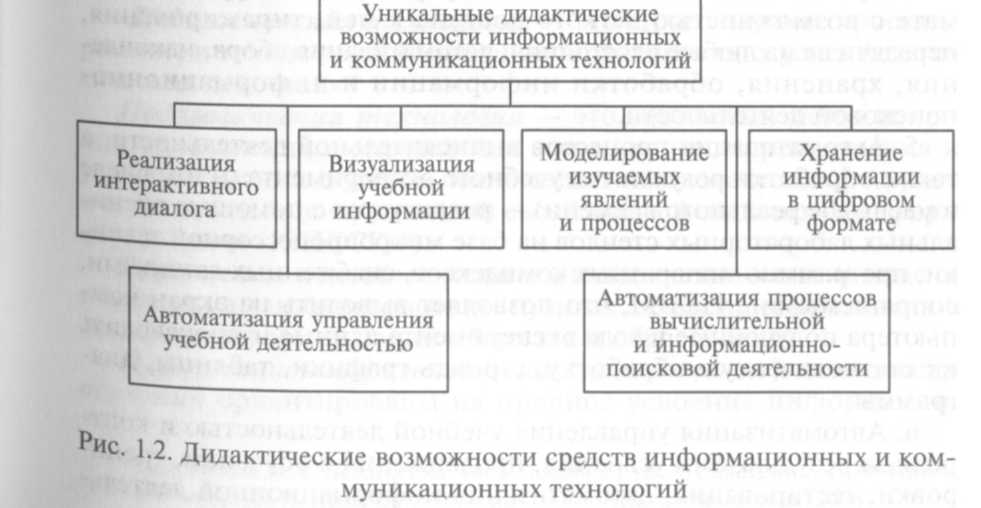 Уникальные дидактические
возможности информационных
и коммуникационных технологий
Реализация
интерактивного
диалога
Визуализация
учебной
информации
Моделирование
изучаемых
явлений
и процессов
Хранение
информации
в цифровом
формате
Автоматизация управления
учебной деятельностью
Автоматизация процессов
вычислительной
и информационно-
поисковой деятельности
Рис. 1.2. Дидактические возможности средств информационных и ком-
муникационных технологий